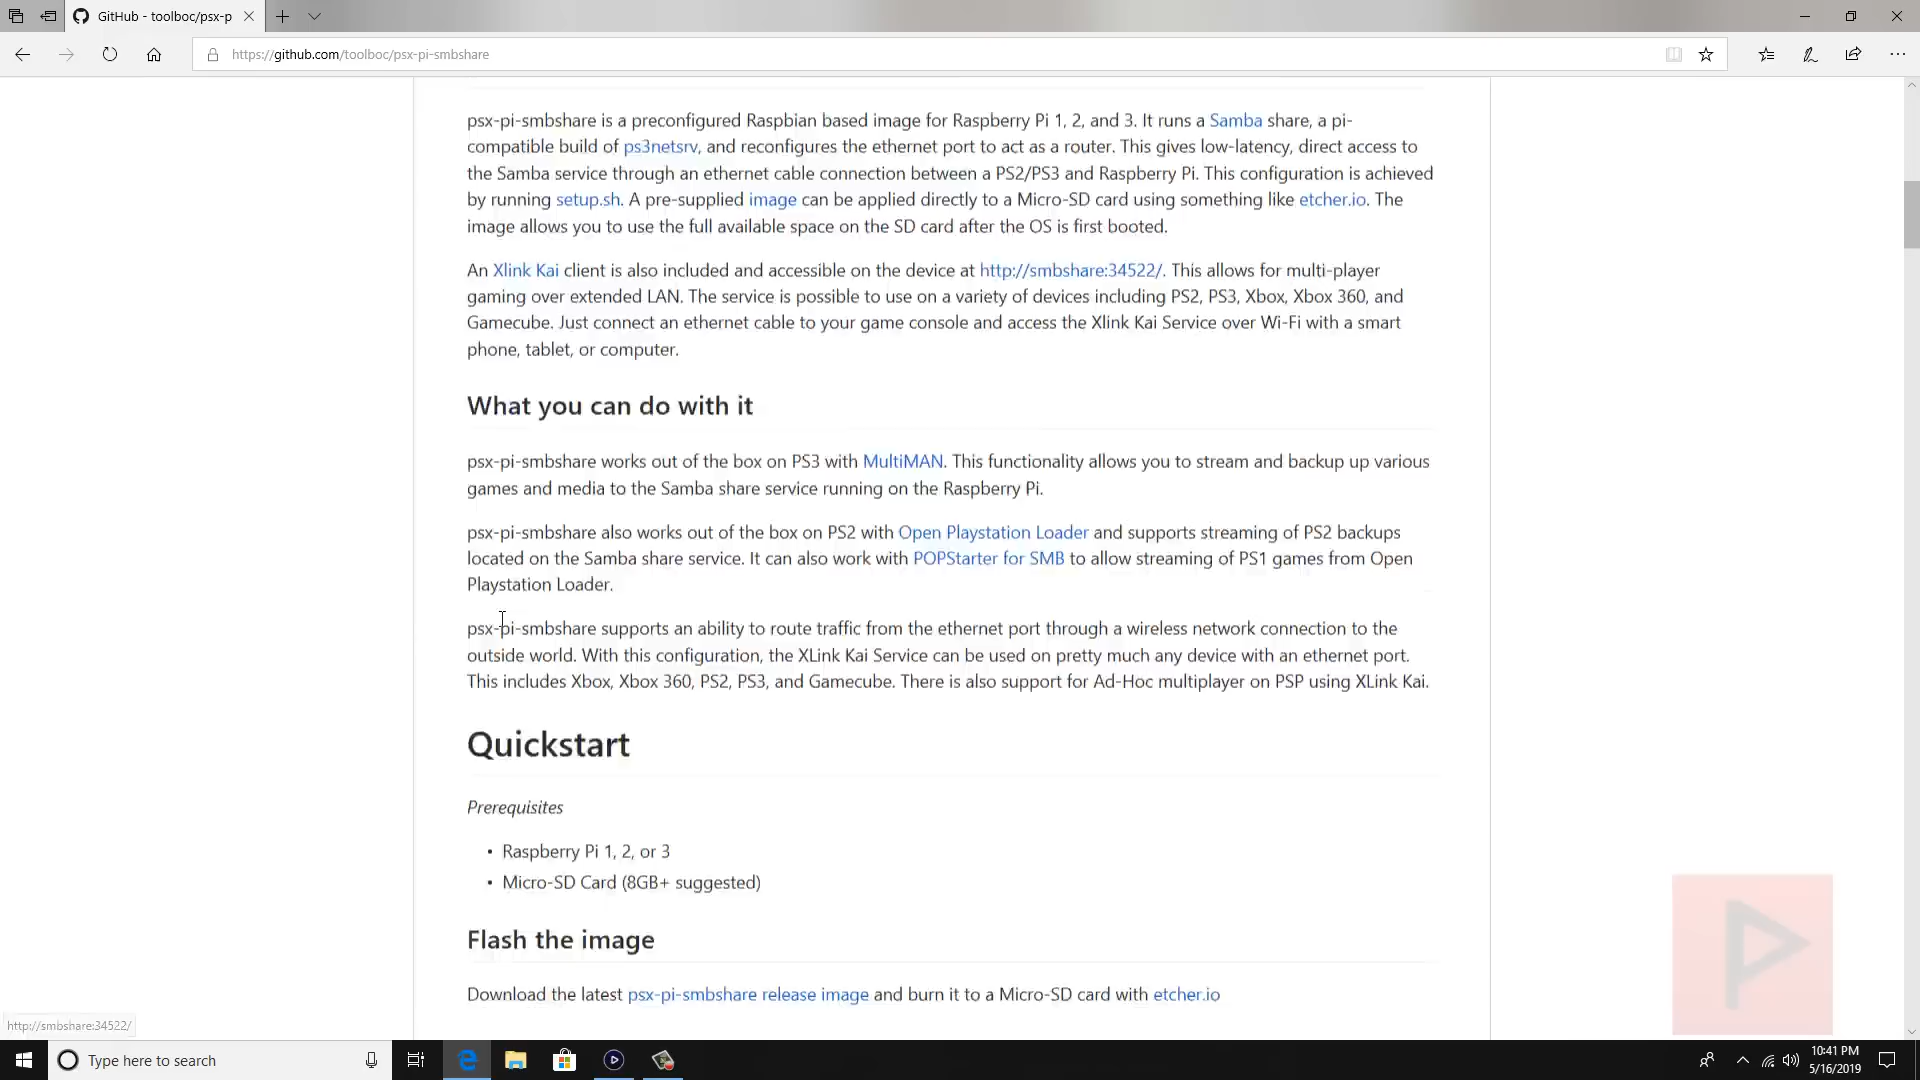 GitHub - toolboc/psx-p
https://github.com/toolboc/psx-pi-smbshare
psx-pi-smbshare is a preconfigured Raspbian based image for Raspberry Pi 1, 2, and 3. It runs a Samba share, a pi-
compatible build of ps3netsrv, and reconfigures the ethernet port to act as a router. This gives low-latency, direct access to
the Samba service through an ethernet cable connection between a PS2/PS3 and Raspberry Pi. This configuration is achieved
by running setup.sh. A pre-supplied image can be applied directly to a Micro-SD card using something like etcher.io. The
image allows you to use the full available space on the SD card after the OS is first booted.
An Xlink Kai client is also included and accessible on the device at http://smbshare:34522/. This allows for multi-player
gaming over extended LAN. The service is possible to use on a variety of devices including PS2, PS3, Xbox, Xbox 360, and
Gamecube. Just connect an ethernet cable to your game console and access the Xlink Kai Service over Wi-Fi with a smart
phone, tablet, or computer.
What you can do with it
psx-pi-smbshare works out of the box on PS3 with MultiMAN. This functionality allows you to stream and backup up various
games and media to the Samba share service running on the Raspberry Pi.
psx-pi-smbshare also works out of the box on PS2 with Open Playstation Loader and supports streaming of PS2 backups
located on the Samba share service. It can also work with POPStarter for SMB to allow streaming of PS1 games from Open
Playstation Loader.
psx-pi-smbshare supports an ability to route traffic from the ethernet port through a wireless network connection to the
outside world. With this configuration, the XLink Kai Service can be used on pretty much any device with an ethernet port.
This includes Xbox, Xbox 360, PS2, PS3, and Gamecube. There is also support for Ad-Hoc multiplayer on PSP using XLink Kai.
Quickstart
Prerequisites
• Raspberry Pi 1, 2, or 3
• Micro-SD Card (8GB+ suggested)
Flash the image
Download the latest psx-pi-smbshare release image and burn it to a Micro-SD card with etcher.io
http://smbshare:34522/
Type here to search
10:41 PM
5/16/2019